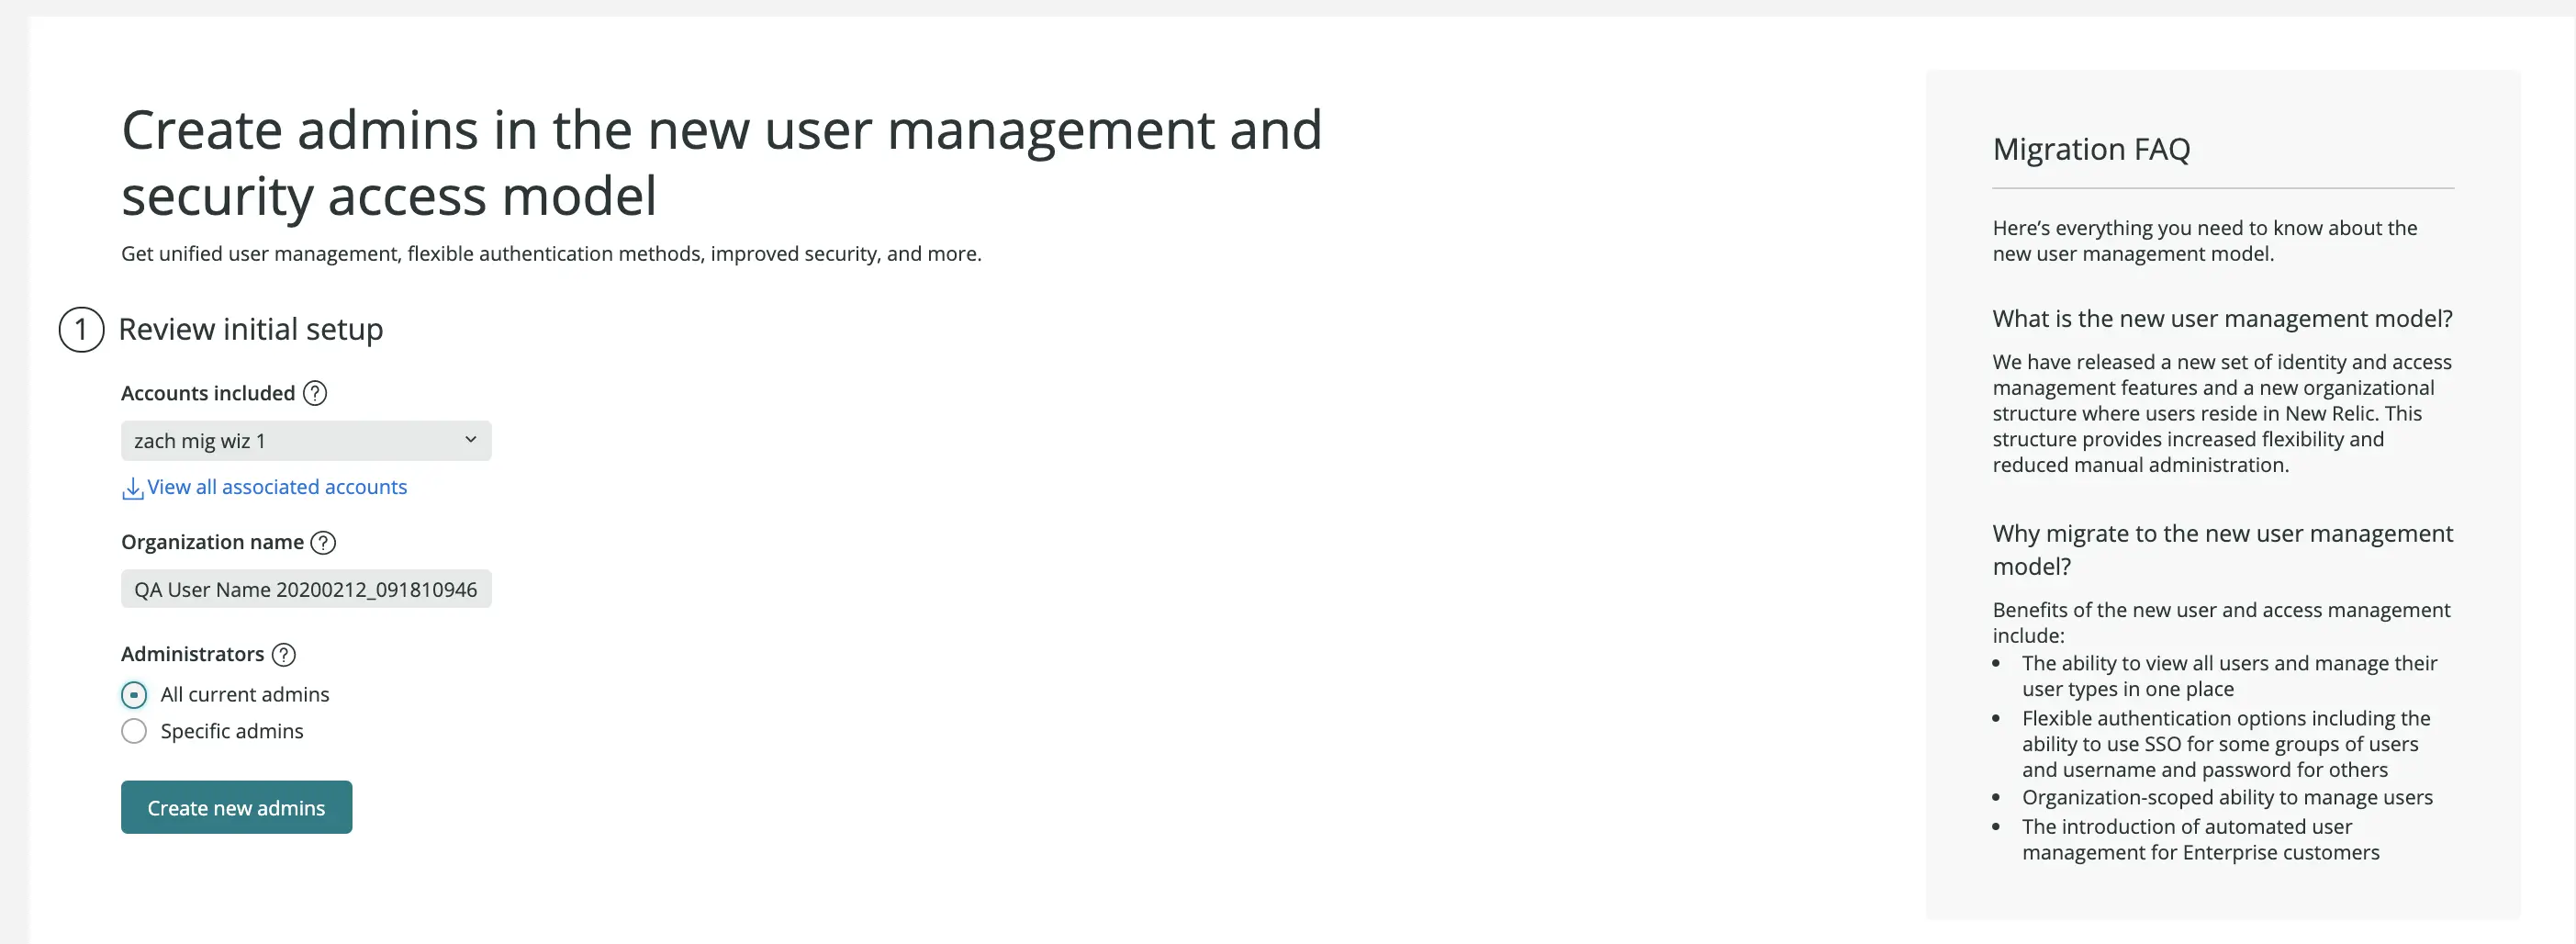 Create admins in the new user management and
security access model
Get unified user management, flexible authentication methods, improved security, and more.
1 Review initial setup
Accounts included ?
zach mig wiz 1
View all associated accounts
Organization name ?
QA User Name 20200212_091810946
Administrators ?
All current admins
Specific admins
Create new admins
Migration FAQ
Here’s everything you need to know about the
new user management model.
What is the new user management model?
We have released a new set of identity and access
management features and a new organizational
structure where users reside in New Relic. This
structure provides increased flexibility and
reduced manual administration.
Why migrate to the new user management
model?
Benefits of the new user and access management
include:
• The ability to view all users and manage their
user types in one place
• Flexible authentication options including the
ability to use SSO for some groups of users
and username and password for others
• Organization-scoped ability to manage users
• The introduction of automated user
management for Enterprise customers